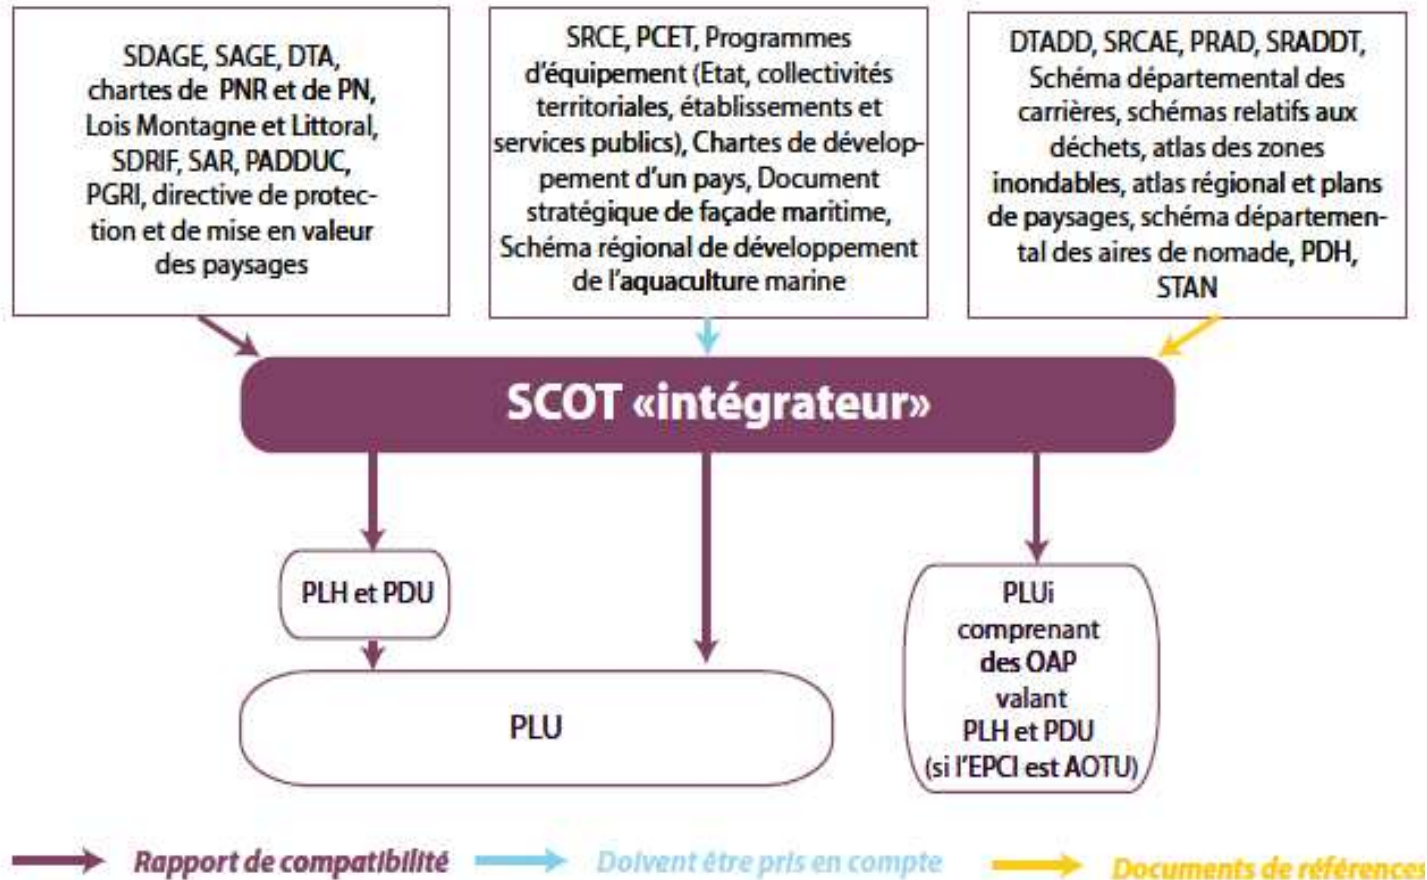 SDAGE, SAGE, DTA,
chartes de PNR et de PN,
Lois Montagne et Littoral,
SDRIF, SAR, PADDUC,
PGRI, directive de protec-
tion et de mise en valeur
des paysages
SRCE, PCET, Programmes
d'équipement (Etat, collectivités
territoriales, établissements et
services publics), Chartes de dévelop-
pement d'un pays, Document
stratégique de façade maritime,
Schéma régional de développement
de l'aquaculture marine
DTADD, SRCAE, PRAD, SRADDT,
Schéma départemental des
carrières, schémas relatifs aux
déchets, atlas des zones
inondables, atlas régional et plans
de paysages, schéma départemen-
tal des aires de nomade, PDH,
STAN
SCOT «intégrateur»
PLH et PDU
PLU
PLUi
comprenant
des OAP
valant
PLH et PDU
(si l'EPCI est AOTU)
Rapport de compatibilité
Doivent être pris en compte
Documents de références